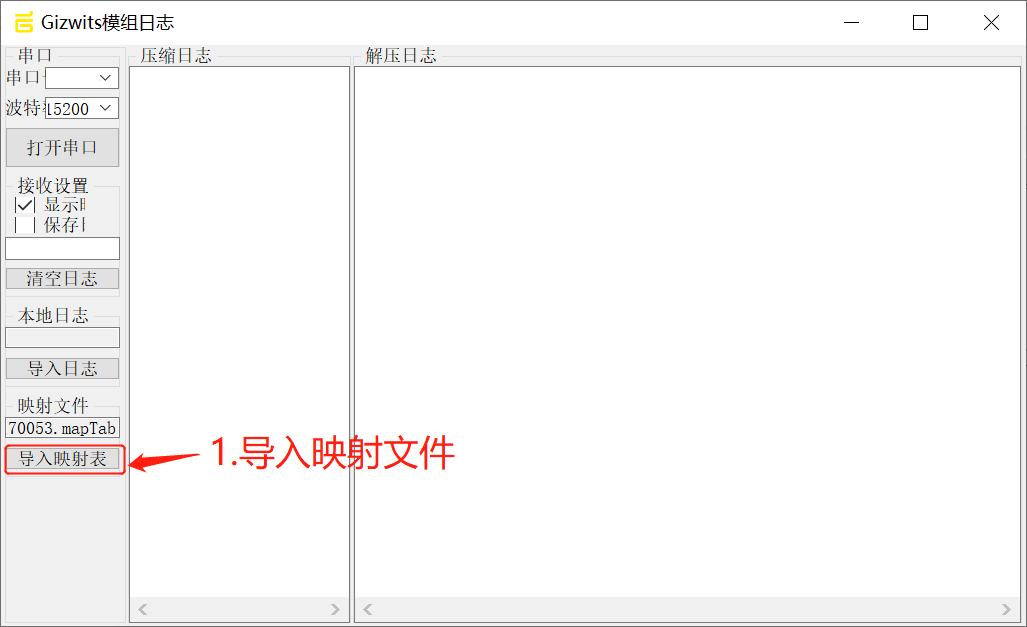 Gizwits模组日志
串口
串口
波特
15200
打开串口
接收设置
显示
保存
清空日志
本地日志
导入日志
映射文件
70053.mapTab
导入映射表
压缩日志
解压日志
1.导入映射文件